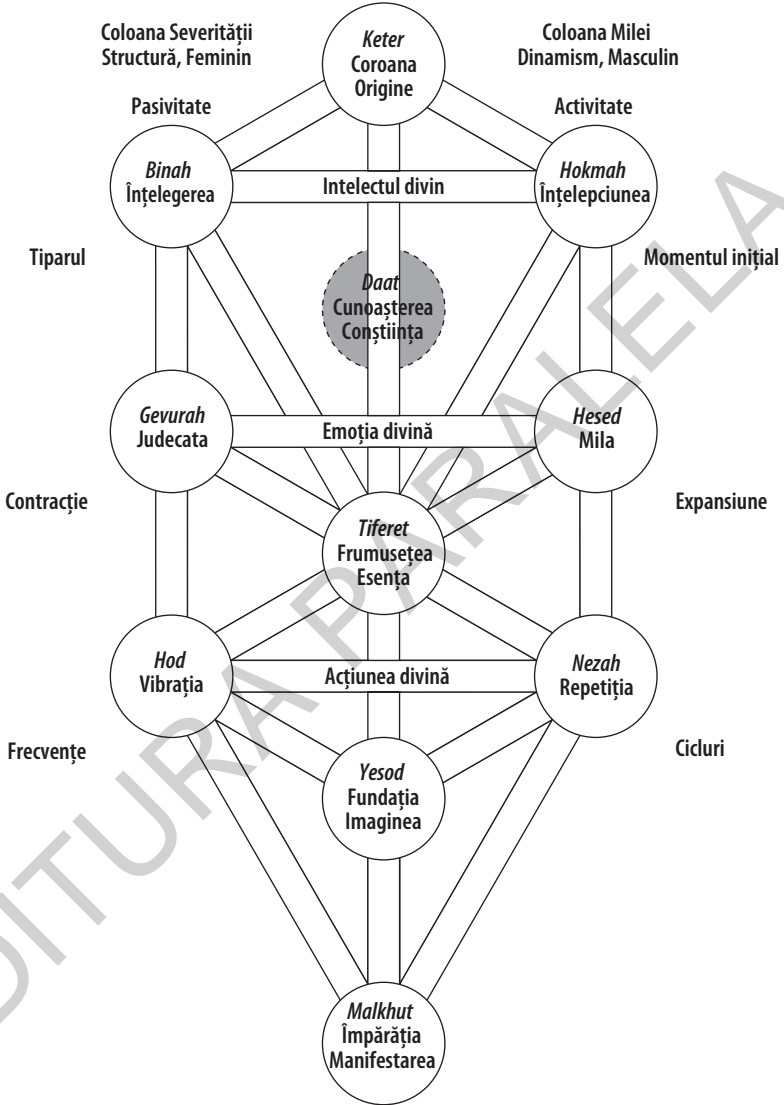 Coloana Severității
Structură, Feminin
Keter
Coroana
Origine
Coloana Milei
Dinamism, Masculin
Pasivitate
Activitate
Binah
Înțelegerea
Intelectul divin
Hokmah
Înțelepciunea
Tiparul
Momentul inițial
Daat
Cunoașterea
Conștiința
Gevurah
Judecata
Emoția divină
Hesed
Mila
Contracție
Expansiune
Tiferet
Frumusețea
Esența
Hod
Vibrația
Acțiunea divină
Nezah
Repetiția
Frecvențe
Cicluri
Yesod
Fundația
Imaginea
Malkhut
Împărăția
Manifestarea
DITURA PARALELA